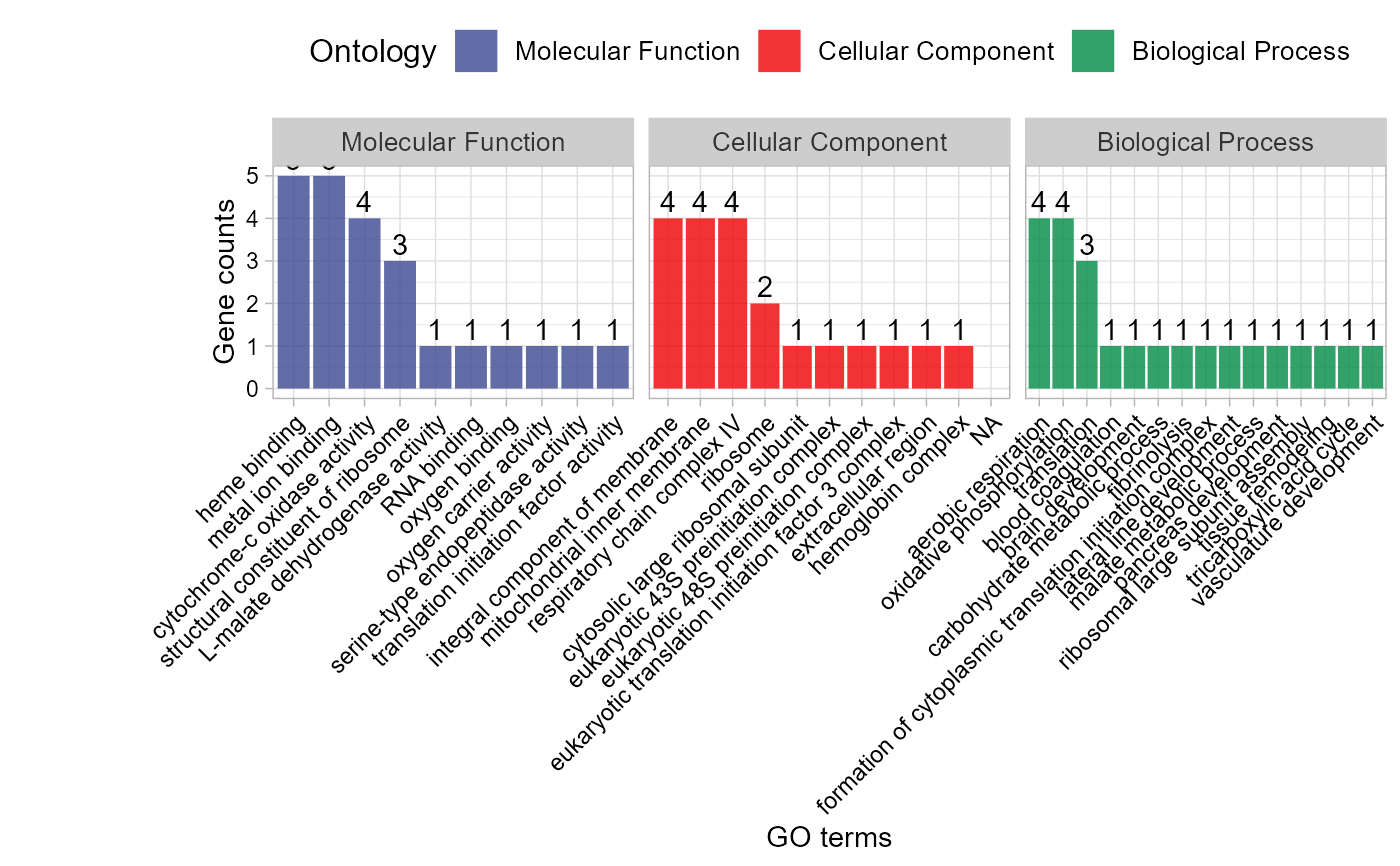 Ontology Molecular Function Cellular Component Biological Process
Molecular Function Cellular Component Biological Process
Gene counts
5
4
3
2
1
0
4 3 1 1 1 1 1 1
4 4 4 2 1 1 1 1 1 1
4 4 3 1 1 1 1 1 1 1 1 1 1 1 1
heme binding
metal ion binding
cytochrome-c oxidase activity
structural constituent of ribosome
L-malate dehydrogenase activity
RNA binding
oxygen binding
oxygen carrier activity
serine-type endopeptidase activity
translation initiation factor activity
integral component of membrane
mitochondrial inner membrane
respiratory chain complex IV
ribosome
cytosolic large ribosomal subunit
eukaryotic 43S preinitiation complex
eukaryotic 48S preinitiation complex
eukaryotic translation initiation factor 3 complex
extracellular region
hemoglobin complex
NA
aerobic respiration
oxidative phosphorylation
translation
blood coagulation
brain development
carbohydrate metabolic process
fibrinolysis
formation of cytoplasmic translation initiation complex
lateral line development
malate metabolic process
pancreas development
ribosomal large subunit assembly
tissue remodeling
tricarboxylic acid cycle
vasculature development
GO terms